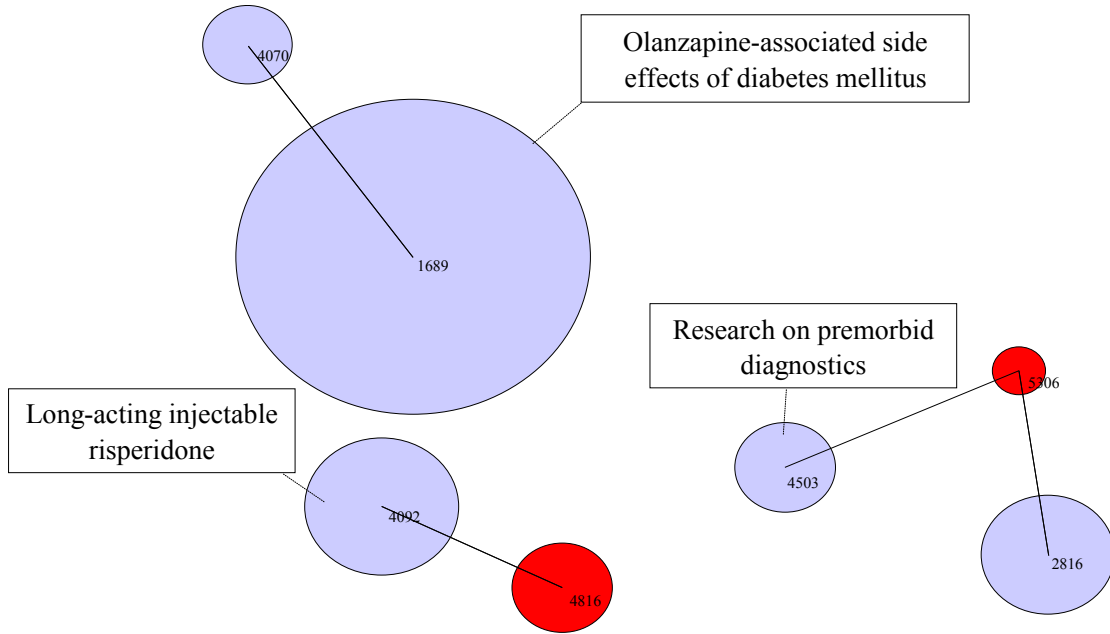 Olanzapine-associated side
effects of diabetes mellitus
4070
1689
Research on premorbid
diagnostics
5306
Long-acting injectable
risperidone
4503
4092
2816
4816